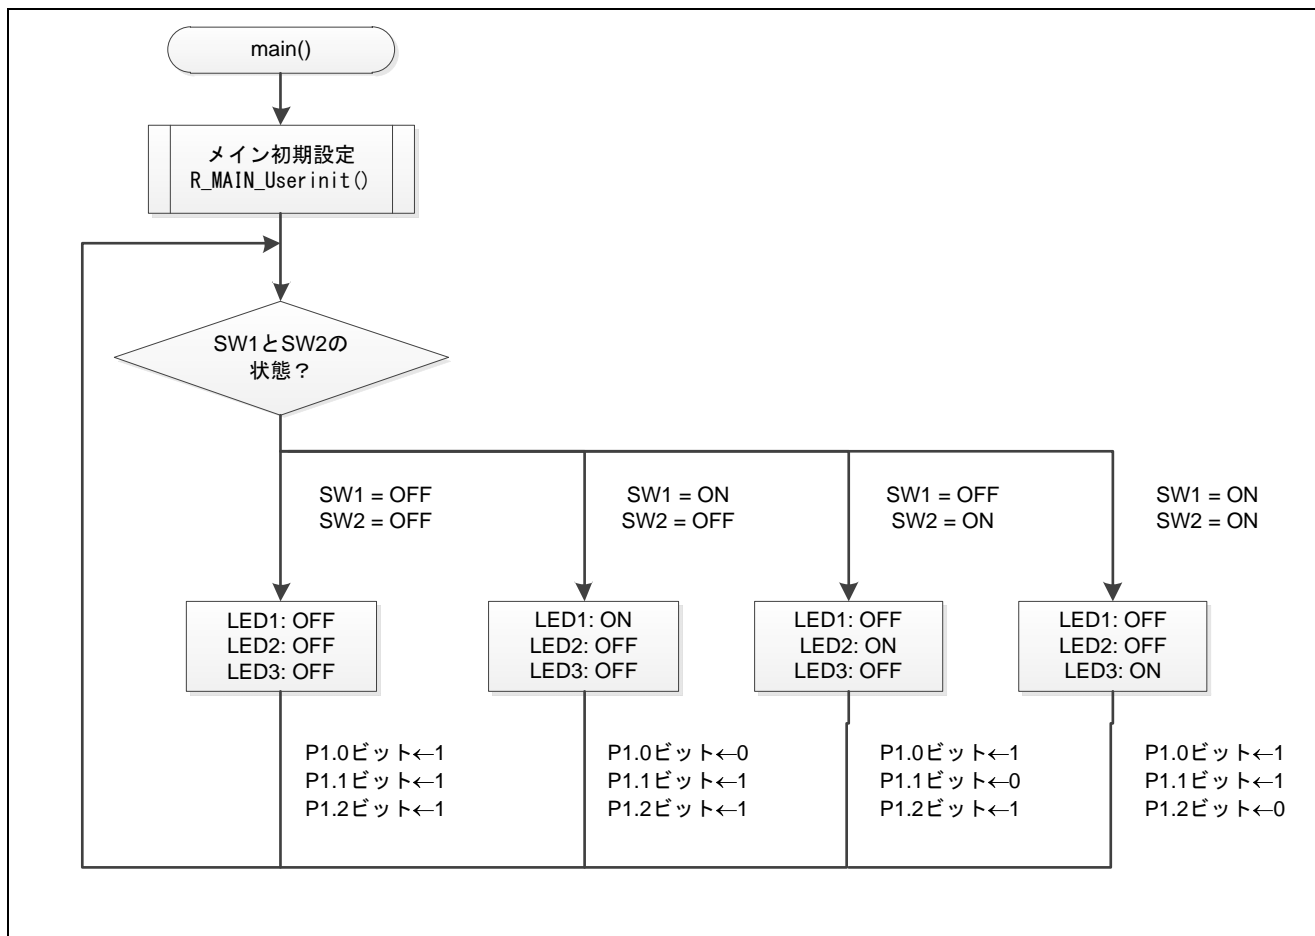 main()
メイン初期設定
R_MAIN_Userinit()
SW1とSW2の
状態？
SW1 = OFF
SW2 = OFF
SW1 = ON
SW2 = OFF
SW1 = OFF
SW2 = ON
SW1 = ON
SW2 = ON
LED1: OFF
LED2: OFF
LED3: OFF
LED1: ON
LED2: OFF
LED3: OFF
LED1: OFF
LED2: ON
LED3: OFF
LED1: OFF
LED2: OFF
LED3: ON
P1.0ビット←1
P1.1ビット←1
P1.2ビット←1
P1.0ビット←0
P1.1ビット←1
P1.2ビット←1
P1.0ビット←1
P1.1ビット←0
P1.2ビット←1
P1.0ビット←1
P1.1ビット←1
P1.2ビット←0